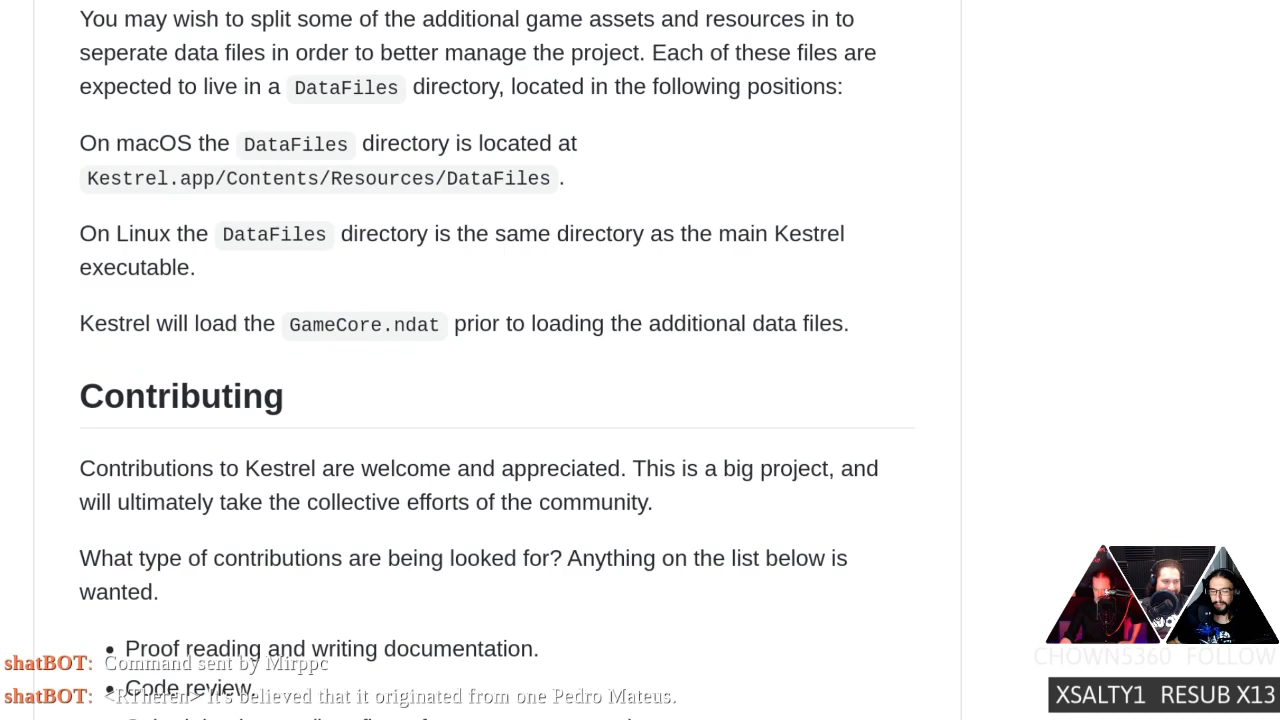 You may wish to split some of the additional game assets and resources in to
seperate data files in order to better manage the project. Each of these files are
expected to live in a DataFiles directory, located in the following positions:
On macOS the DataFiles directory is located at
Kestrel.app/Contents/Resources/DataFiles.
On Linux the DataFiles directory is the same directory as the main Kestrel
executable.
Kestrel will load the GameCore.ndat prior to loading the additional data files.
Contributing
Contributions to Kestrel are welcome and appreciated. This is a big project, and
will ultimately take the collective efforts of the community.
What type of contributions are being looked for? Anything on the list below is
wanted.
• Proof reading and writing documentation.
shatBOT: Command sent by Mirppc
• Code review.
shatBOT: <RTheren> It's believed that it originated from one Pedro Mateus.
CHOWN5360 FOLLOW
XSALTY1 RESUB X13